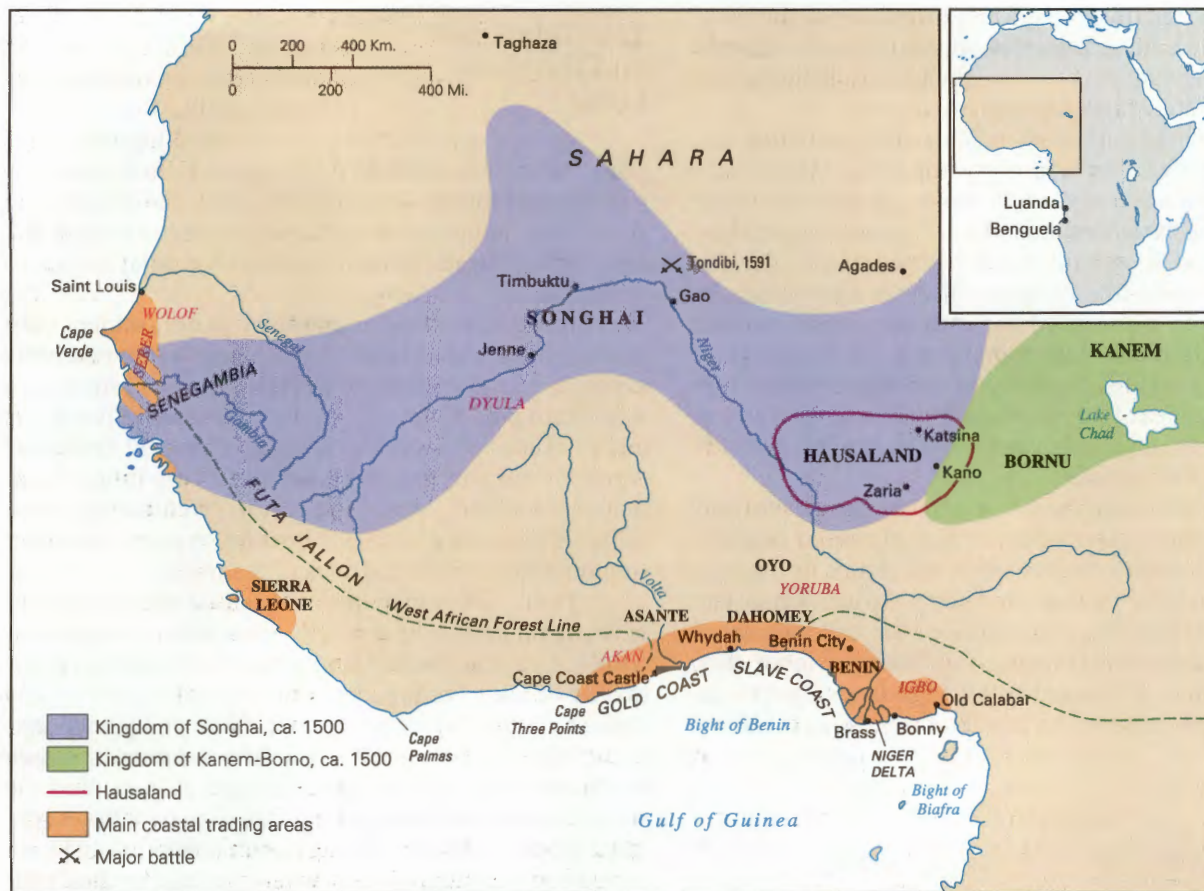 0 200 400 Km.
0 200 400 Mi.
Taghaza
SAHARA
Luanda
Benguela
Tondibi, 1591
Agades
Timbuktu
Gao
Saint Louis
WOLOF
SONGHAI
Cape
Verde
SERER
Senegal
Jenne
Niger
KANEM
SENEGAMBIA
Gambia
DYULA
Lake
Chad
Katsina
HAUSALAND
BORNU
Kano
Zaria
FUTA JALLON
OYO
YORUBA
SIERRA
LEONE
West African Forest Line
Volta
ASANTE
DAHOMEY
Whydah
Benin City
AKAN
BENIN
Cape Coast Castle
GOLD COAST
SLAVE COAST
IGBO
Old Calabar
Cape
Three Points
Bight of Benin
Brass
Bonny
Cape
Palmas
NIGER
DELTA
Bight of
Biafra
Gulf of Guinea
Kingdom of Songhai, ca. 1500
Kingdom of Kanem-Borno, ca. 1500
Hausaland
Main coastal trading areas
Major battle